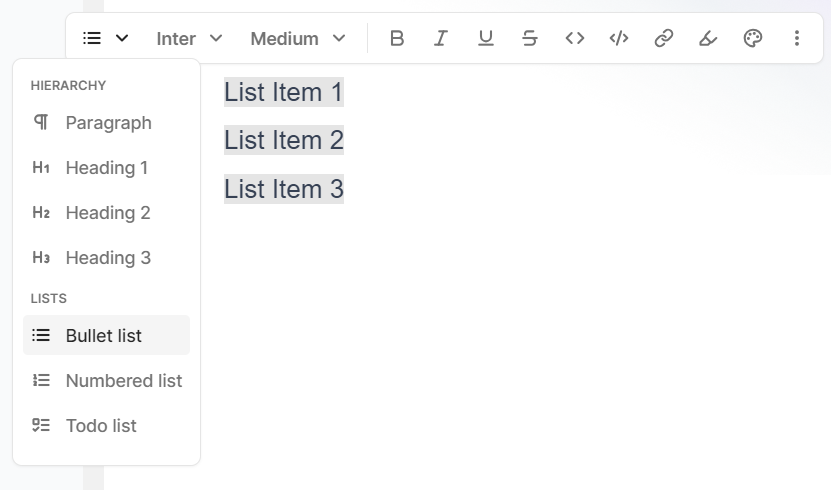 Inter Medium
HIERARCHY
Paragraph
H1 Heading 1
H2 Heading 2
H3 Heading 3
LISTS
Bullet list
Numbered list
Todo list
List Item 1
List Item 2
List Item 3